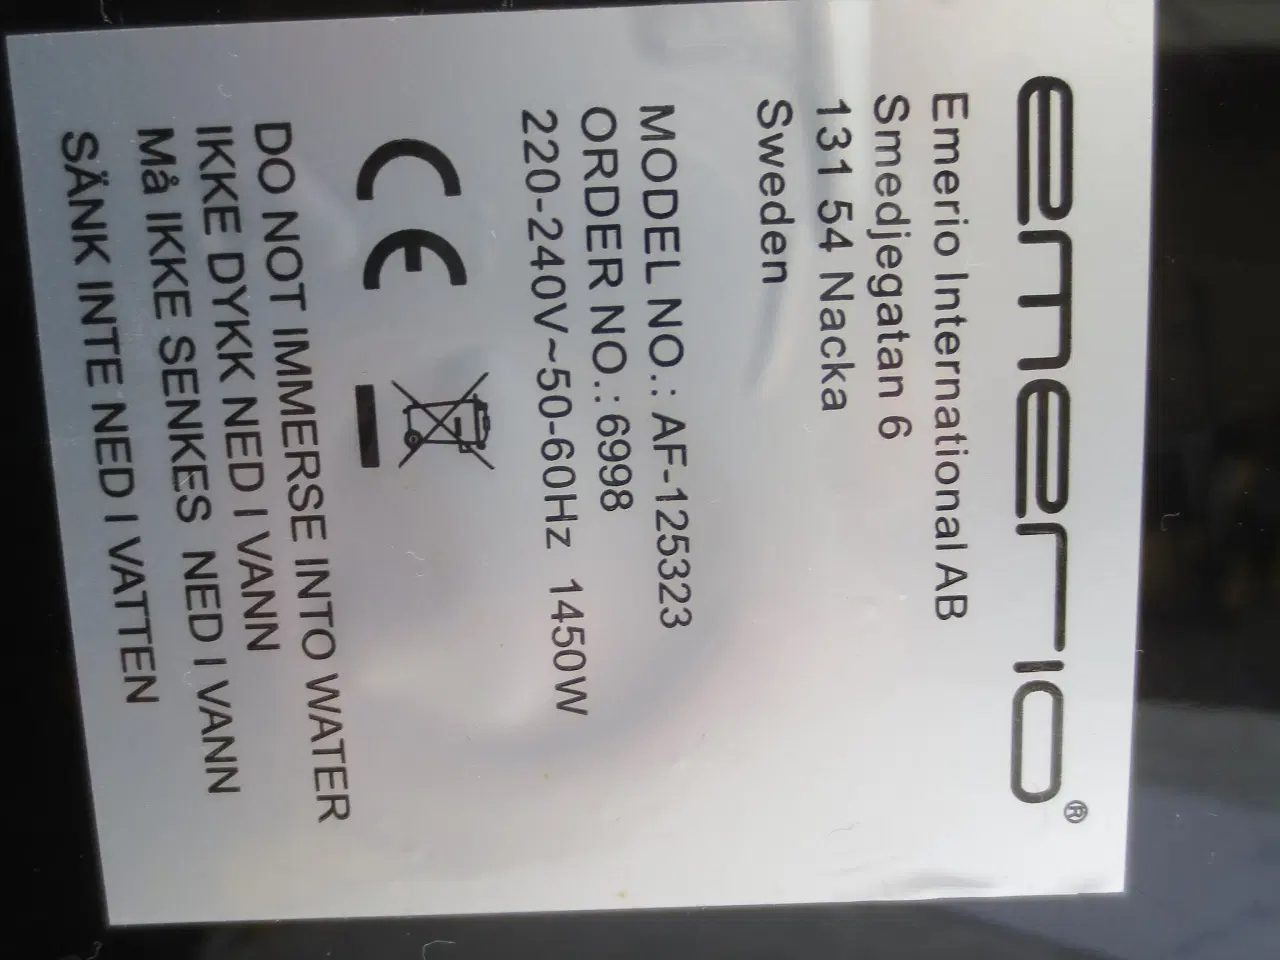 emerio®
Emerio International AB
Smedjegatan 6
131 54 Nacka
Sweden
MODEL NO.: AF-125323
ORDER NO.:6998
220-240V~50-60Hz 1450W
CE
DO NOT IMMERSE INTO WATER
IKKE DYKK NED I VANN
Må IKKE SENKES NED I VANN
SÄNK INTE NED I VATTEN